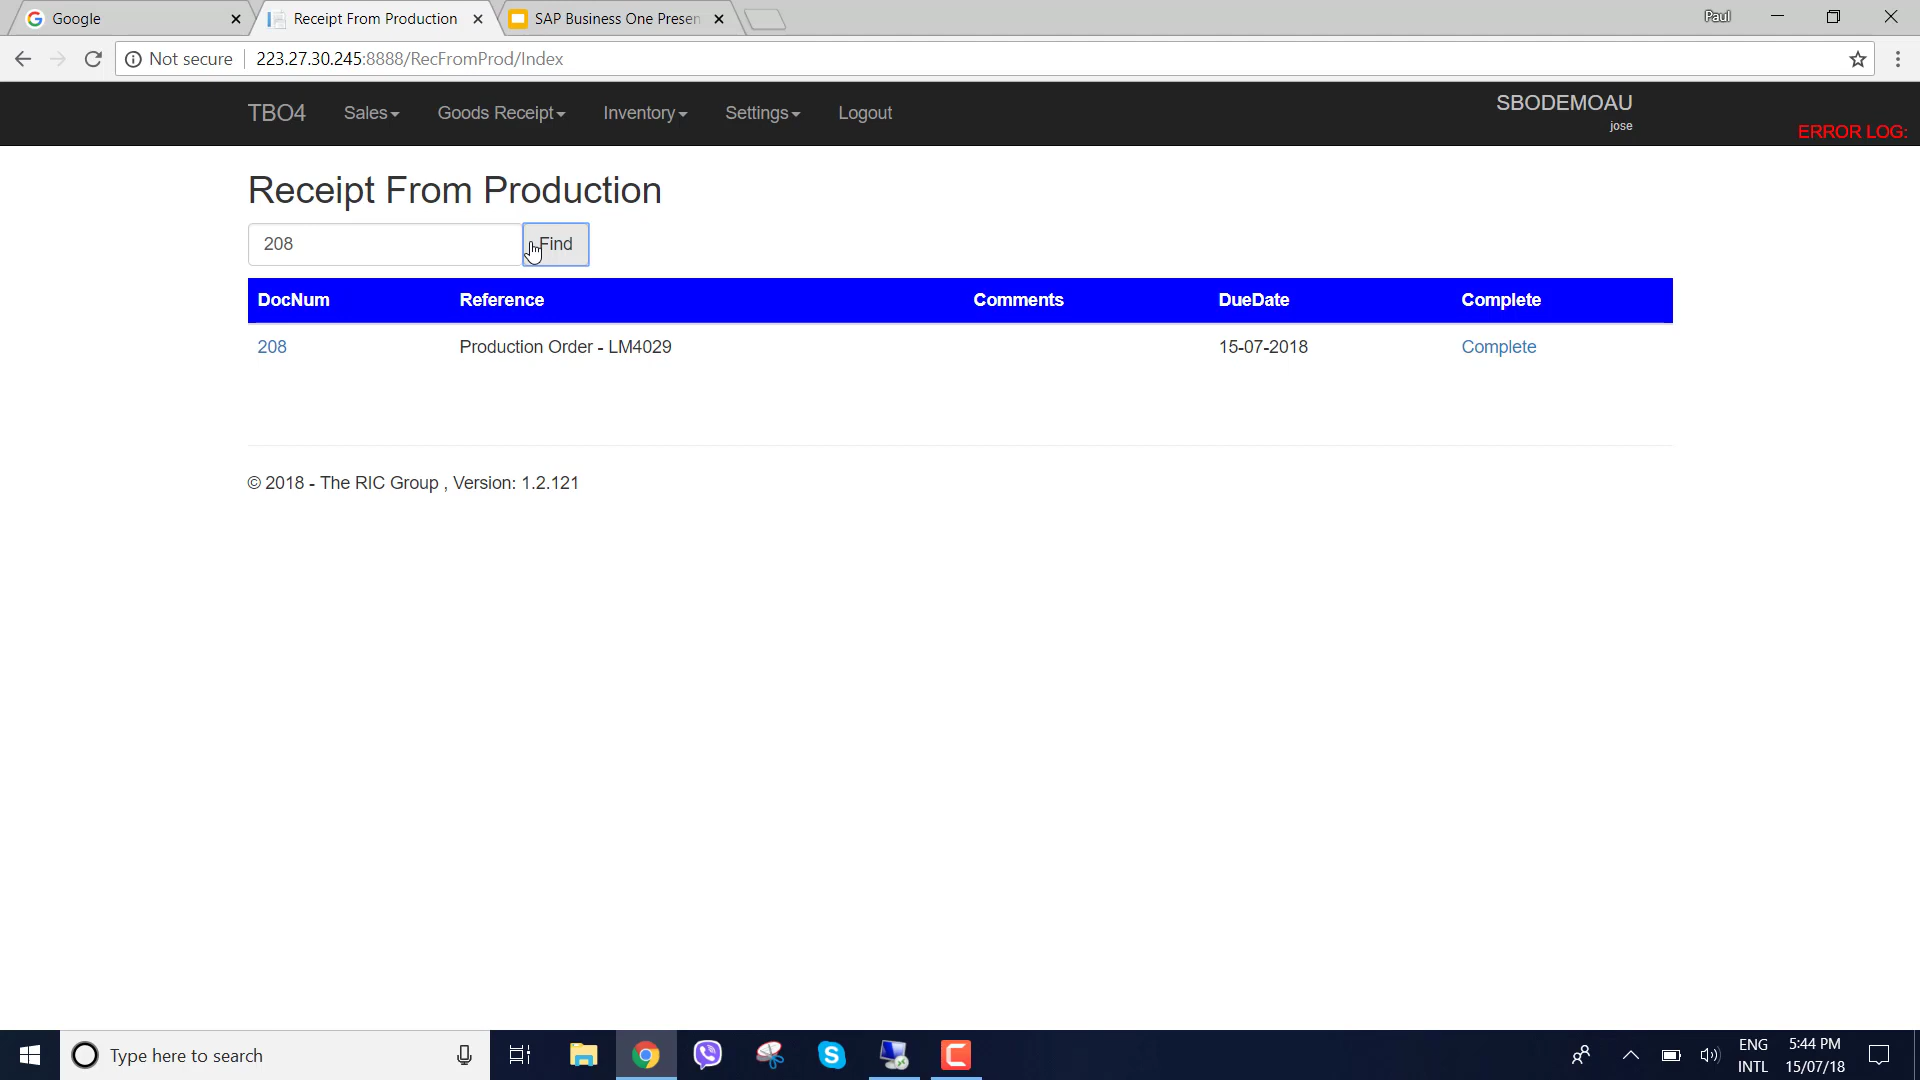 Google
Receipt From Production
SAP Business One Presen
Paul
Not secure
223.27.30.245:8888/RecFromProd/Index
TBO4
Sales
Goods Receipt
Inventory
Settings
Logout
SBODEMOAU
jose
ERROR LOG:
Receipt From Production
208
Find
DocNum Reference Comments DueDate Complete
208 Production Order - LM4029 15-07-2018 Complete
© 2018 - The RIC Group , Version: 1.2.121
Type here to search
ENG
INTL
5:44 PM
15/07/18